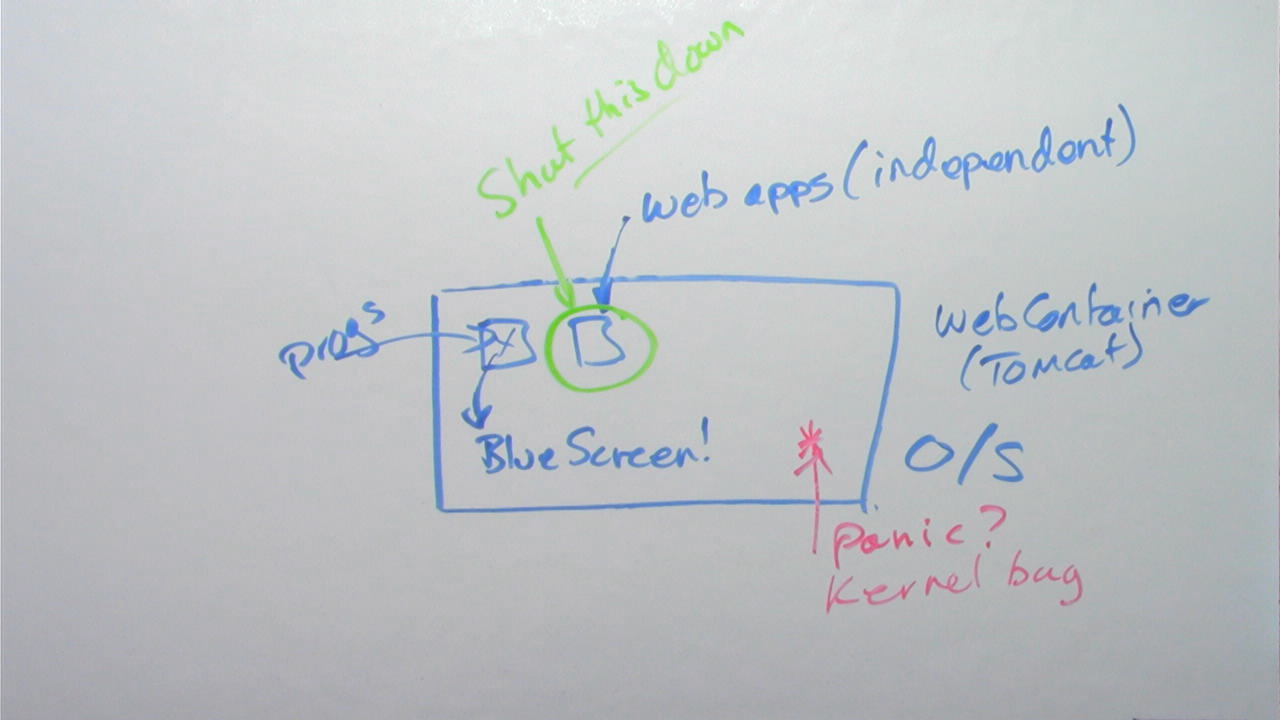 Shut this down
web apps (independent)
progs
WebContainer
(Tomcat)
O/S
Blue Screen!
panic?
Kernel bug